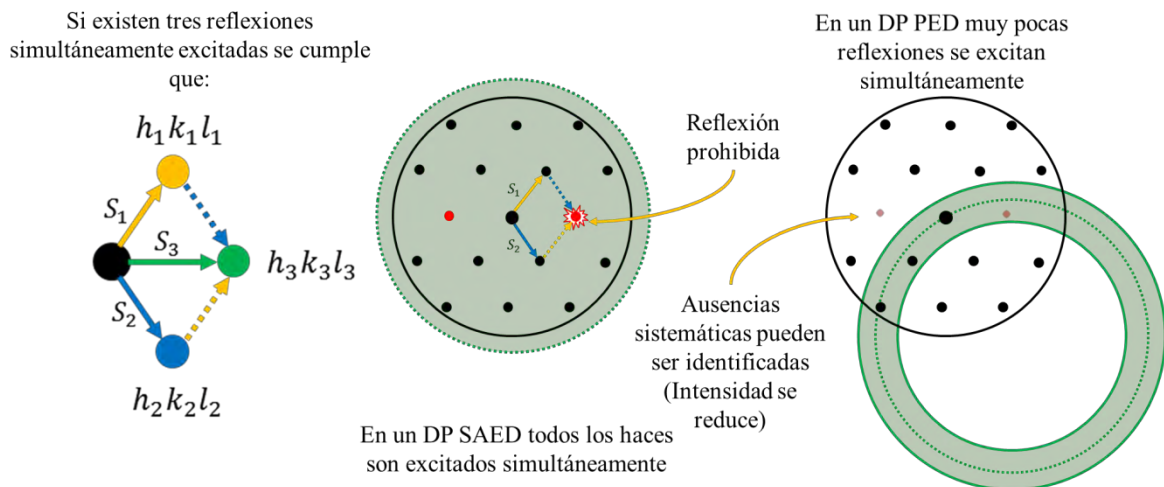 Si existen tres reflexiones
simultáneamente excitadas se cumple
que:
h₁k₁l₁
S₁
S₃
h₃k₃l₃
S₂
h₂k₂l₂
S₁
S₂
En un DP SAED todos los haces
son excitados simultáneamente
Reflexión
prohibida
Ausencias
sistemáticas pueden
ser identificadas
(Intensidad se
reduce)
En un DP PED muy pocas
reflexiones se excitan
simultáneamente